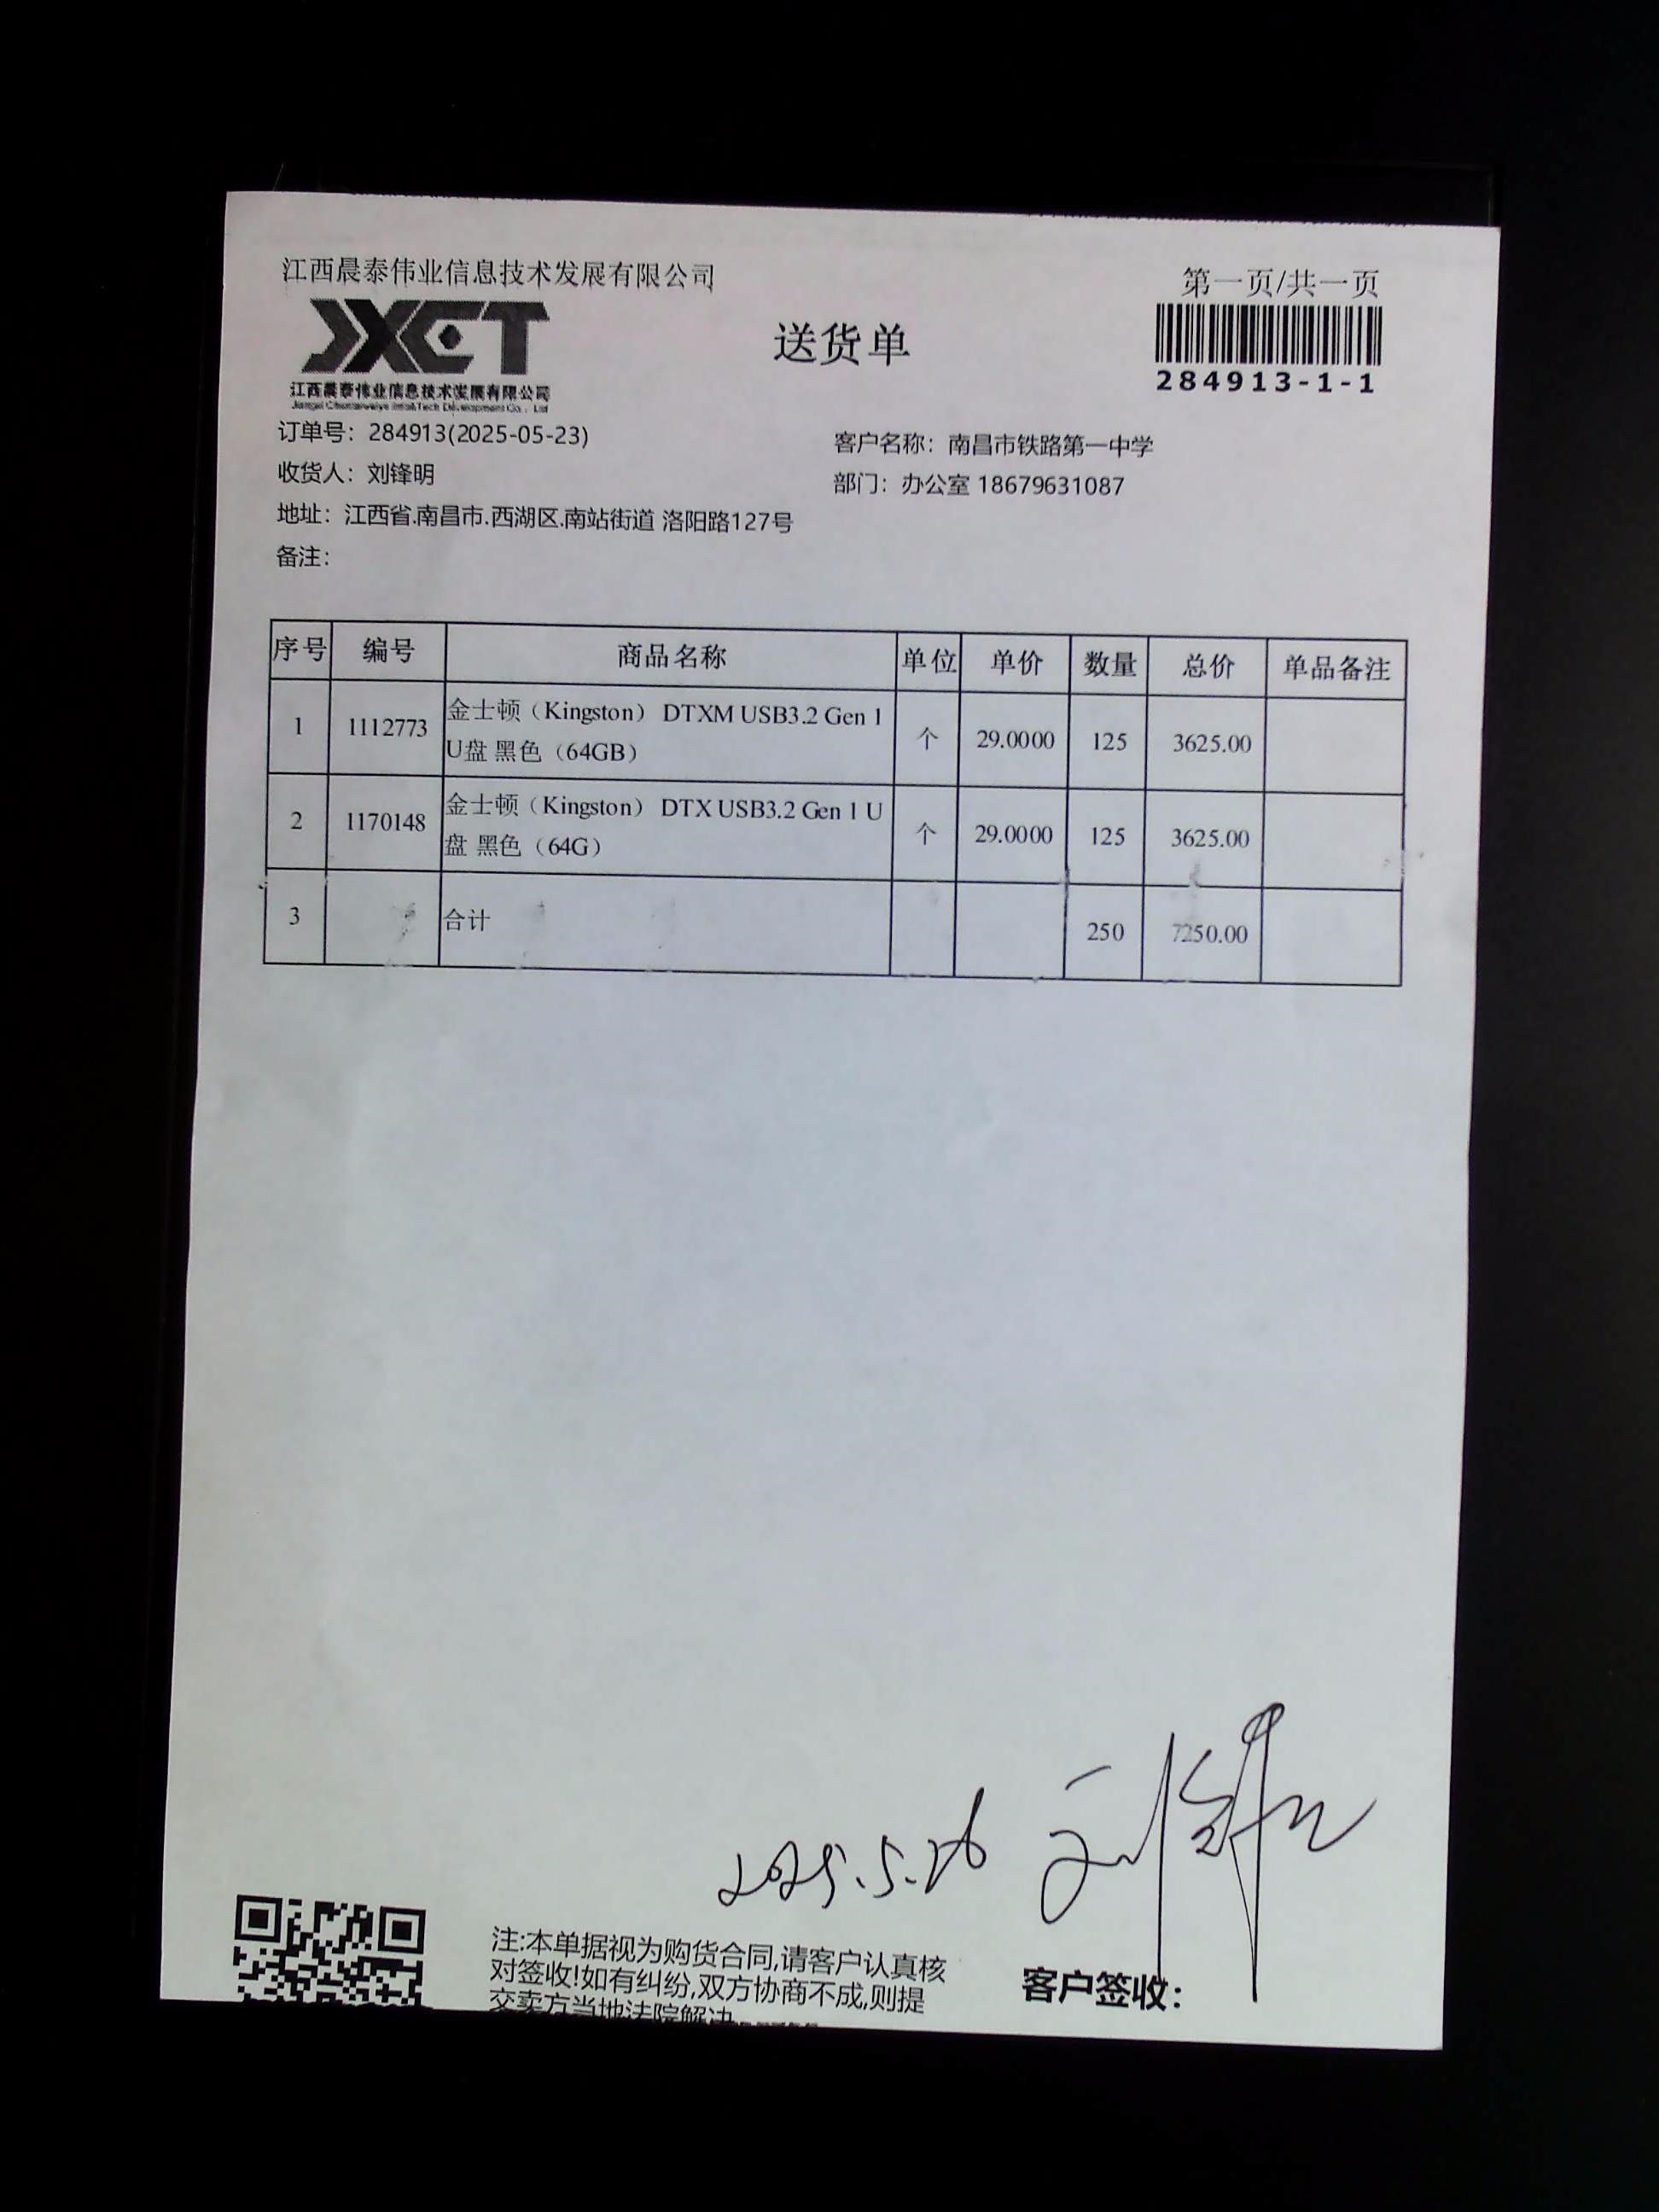 江西晨泰伟业信息技术发展有限公司
第一页/共一页
JXCT
送货单
284913-1-1
江西晨泰伟业信息技术发展有限公司
订单号：284913(2025-05-23)
客户名称：南昌市铁路第一中学
收货人：刘锋明
部门：办公室 18679631087
地址：江西省.南昌市.西湖区.南站街道 洛阳路127号
备注：
序号 编号 商品名称 单位 单价 数量 总价 单品备注
1 1112773 金士顿（Kingston） DTXM USB3.2 Gen 1
U盘 黑色（64GB） 个 29.0000 125 3625.00
2 1170148 金士顿（Kingston） DTX USB3.2 Gen 1 U
盘 黑色（64G） 个 29.0000 125 3625.00
3 合计 250 7250.00
2025.5.26
注:本单据视为购货合同,请客户认真核
对签收!如有纠纷,双方协商不成,则提
交卖方当地法院解决
客户签收：